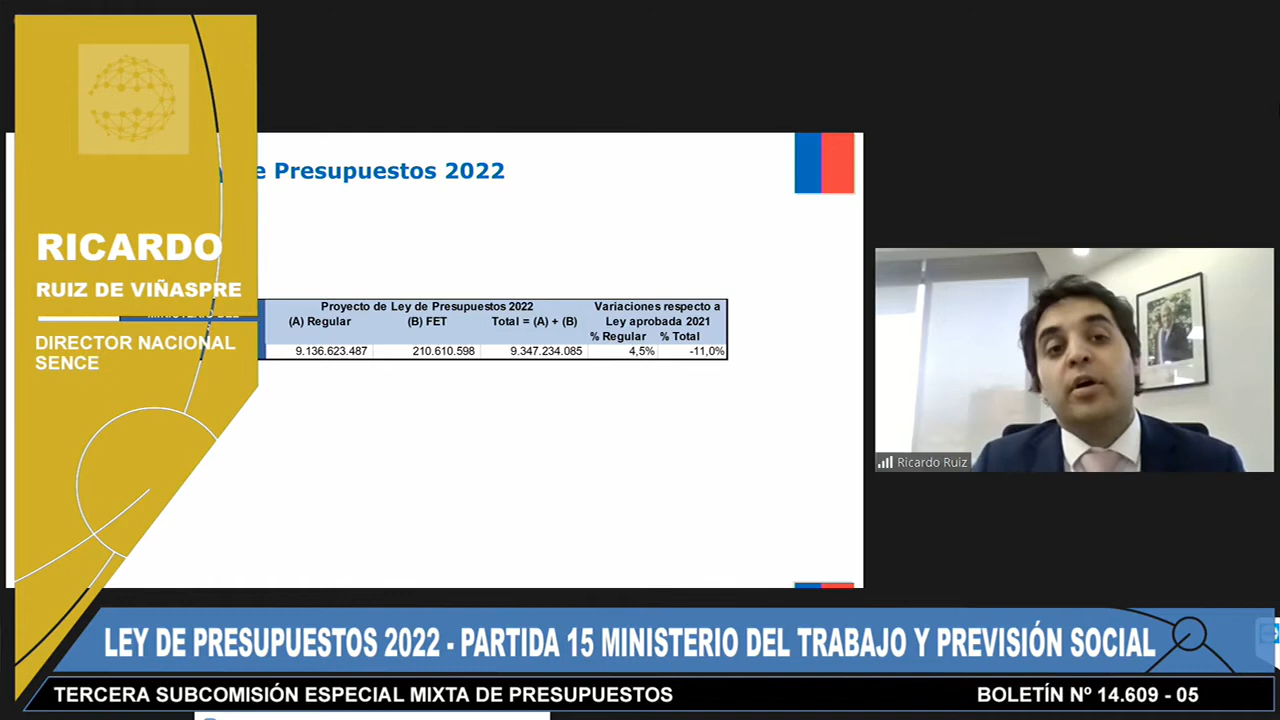 e Presupuestos 2022
RICARDO
RUIZ DE VIÑASPRE
DIRECTOR NACIONAL
SENCE
MINISTERIO DEL
Proyecto de Ley de Presupuestos 2022
Variaciones respecto a
(A) Regular
(B) FET
Total = (A) + (B)
Ley aprobada 2021
% Regular
% Total
9.136.623.487
210.610.598
9.347.234.085
4,5%
-11,0%
Ricardo Ruiz
LEY DE PRESUPUESTOS 2022 - PARTIDA 15 MINISTERIO DEL TRABAJO Y PREVISIÓN SOCIAL
TERCERA SUBCOMISIÓN ESPECIAL MIXTA DE PRESUPUESTOS
BOLETÍN Nº 14.609 - 05